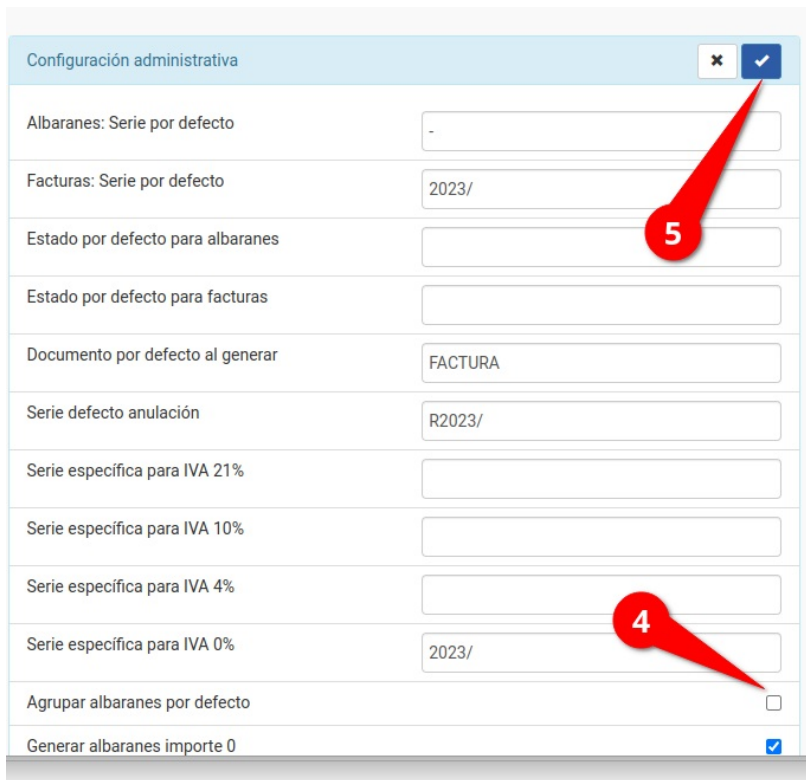 Configuración administrativa
Albaranes: Serie por defecto
-
Facturas: Serie por defecto
2023/
5
Estado por defecto para albaranes
Estado por defecto para facturas
Documento por defecto al generar
FACTURA
Serie defecto anulación
R2023/
Serie específica para IVA 21%
Serie específica para IVA 10%
Serie específica para IVA 4%
4
Serie específica para IVA 0%
2023/
Agrupar albaranes por defecto
Generar albaranes importe 0